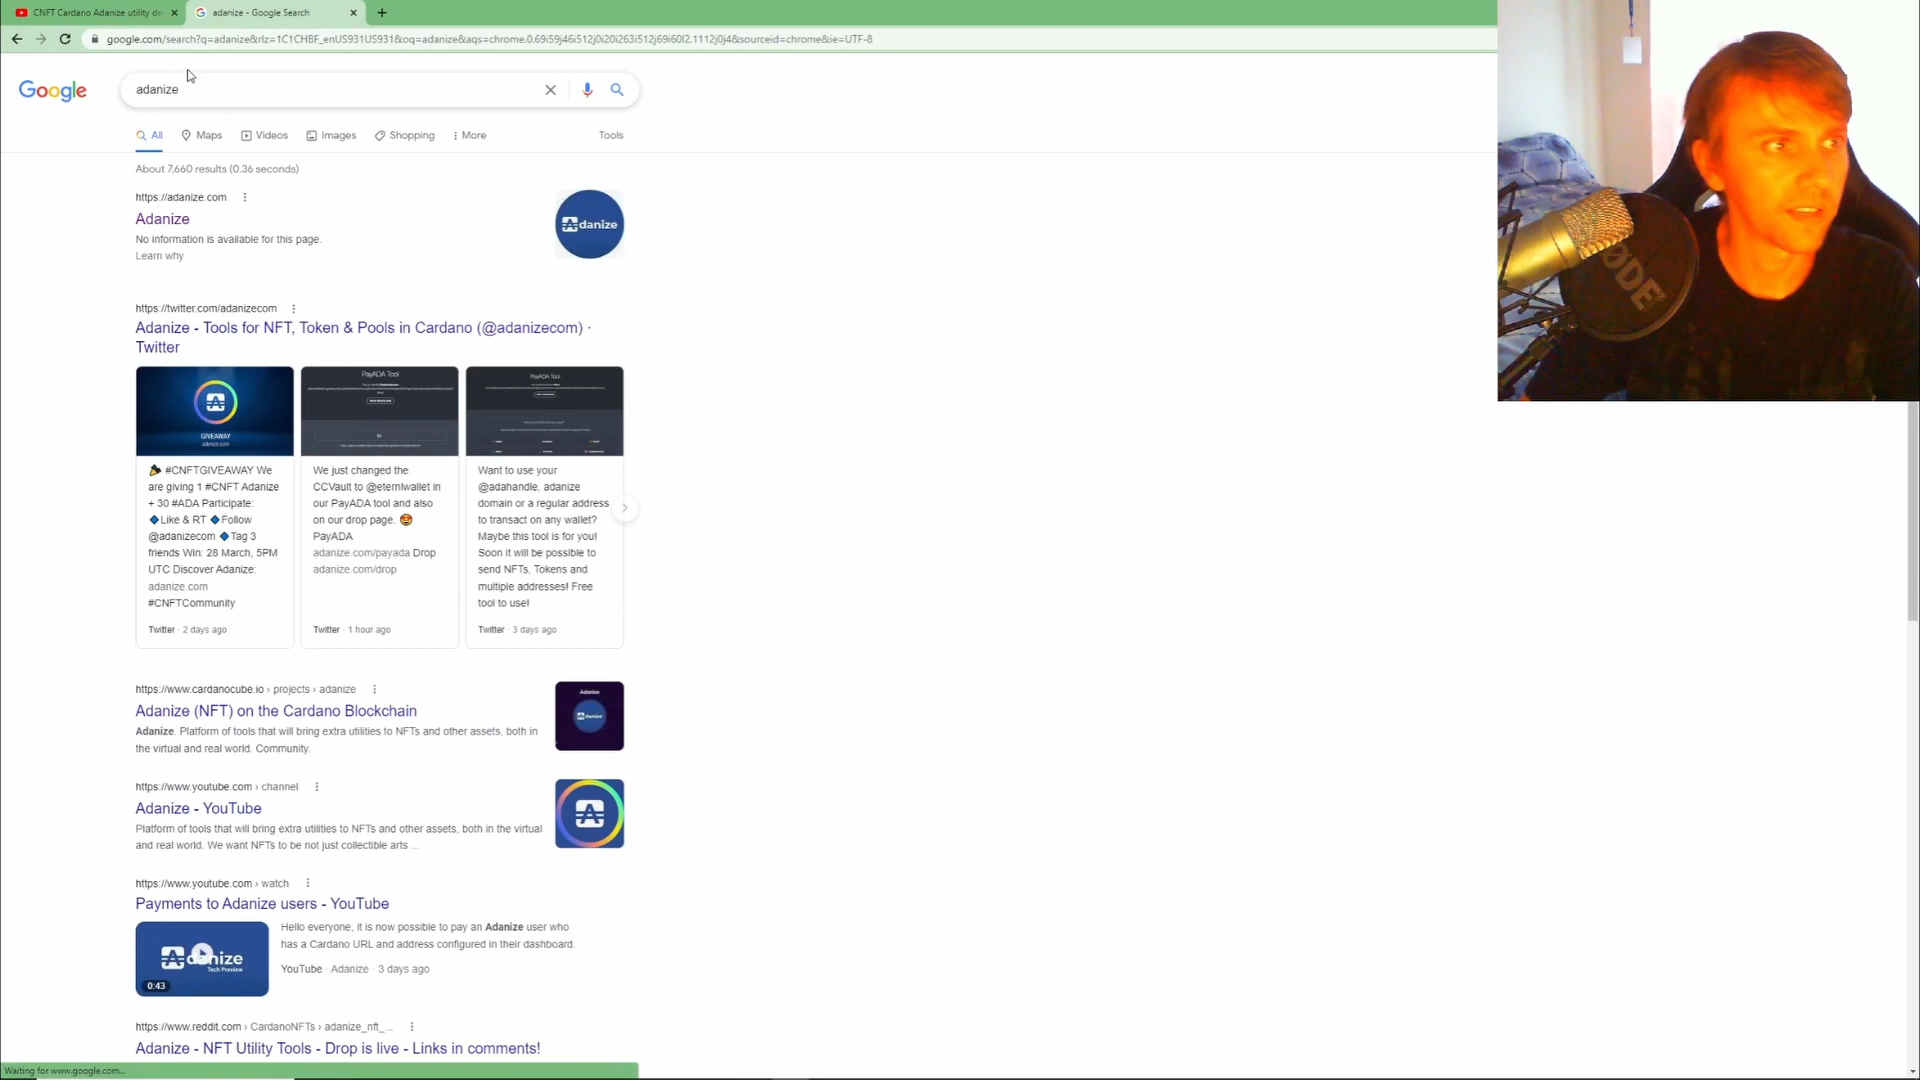 CNFT Cardano Adanize utility de
adanize - Google Search
google.com/search?q=adanize&rlz=1C1CHBF_enUS931US931&oq=adanize&aqs=chrome.0.69i59j46i512j0i20i263i512j69i60l2.1112j0j4&sourceid=chrome&ie=UTF-8
Google
adanize
All Maps Videos Images Shopping More Tools
About 7,660 results (0.36 seconds)
https://adanize.com
Adanize
No information is available for this page.
Learn why
Adanize
https://twitter.com/adanizecom
Adanize - Tools for NFT, Token & Pools in Cardano (@adanizecom) ·
Twitter
GIVEAWAY
#CNFTGIVEAWAY We
are giving 1 #CNFT Adanize
+ 30 #ADA Participate:
Like & RT Follow
@adanizecom Tag 3
friends Win: 28 March, 5PM
UTC Discover Adanize:
adanize.com
#CNFTCommunity
Twitter · 2 days ago
PayADA Tool
We just changed the
CCVault to @eternlwallet in
our PayADA tool and also
on our drop page.
PayADA
adanize.com/payada Drop
adanize.com/drop
Twitter · 1 hour ago
PayADA Tool
Want to use your
@adahandle, adanize
domain or a regular address
to transact on any wallet?
Maybe this tool is for you!
Soon it will be possible to
send NFTs, Tokens and
multiple addresses! Free
tool to use!
Twitter · 3 days ago
https://www.cardanocube.io › projects › adanize
Adanize (NFT) on the Cardano Blockchain
Adanize. Platform of tools that will bring extra utilities to NFTs and other assets, both in
the virtual and real world. Community.
Adanize
Adanize
https://www.youtube.com › channel
Adanize - YouTube
Platform of tools that will bring extra utilities to NFTs and other assets, both in the virtual
and real world. We want NFTs to be not just collectible arts ...
https://www.youtube.com › watch
Payments to Adanize users - YouTube
Adanize
Tech Preview
0:43
Hello everyone, it is now possible to pay an Adanize user who
has a Cardano URL and address configured in their dashboard.
YouTube · Adanize · 3 days ago
https://www.reddit.com › CardanoNFTs › adanize_nft_...
Adanize - NFT Utility Tools - Drop is live - Links in comments!
Waiting for www.google.com...
RØDE